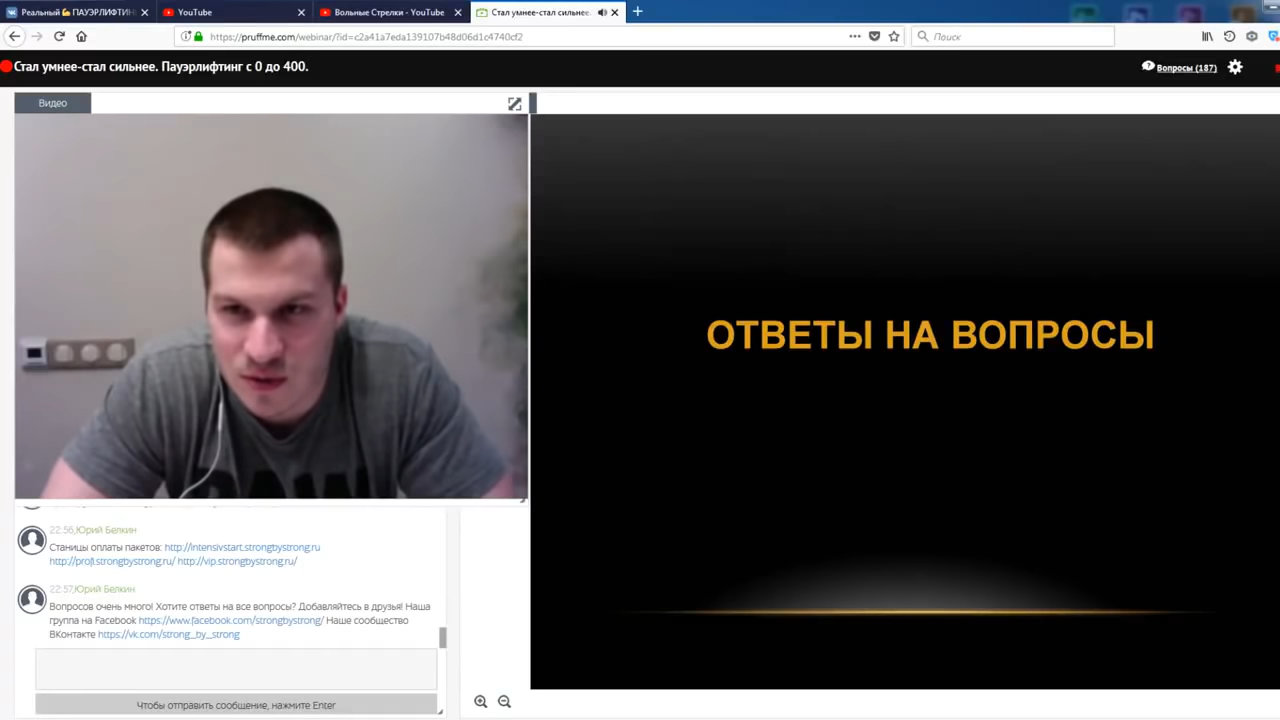 Реальный 💪 ПАУЭРЛИФТИНГ
YouTube
Вольные Стрелки - YouTube
Стал умнее-стал сильнее.
https://pruffme.com/webinar/?id=c2a41a7eda139107b48d06d1c4740cf2
Поиск
Стал умнее-стал сильнее. Пауэрлифтинг с 0 до 400.
Вопросы (187)
Видео
ОТВЕТЫ НА ВОПРОСЫ
22:56,Юрий Белкин
Станицы оплаты пакетов: http://intensivstart.strongbystrong.ru
http://profi.strongbystrong.ru/ http://vip.strongbystrong.ru/
22:57,Юрий Белкин
Вопросов очень много! Хотите ответы на все вопросы? Добавляйтесь в друзья! Наша
группа на Facebook https://www.facebook.com/strongbystrong/ Наше сообщество
ВКонтакте https://vk.com/strong_by_strong
Чтобы отправить сообщение, нажмите Enter